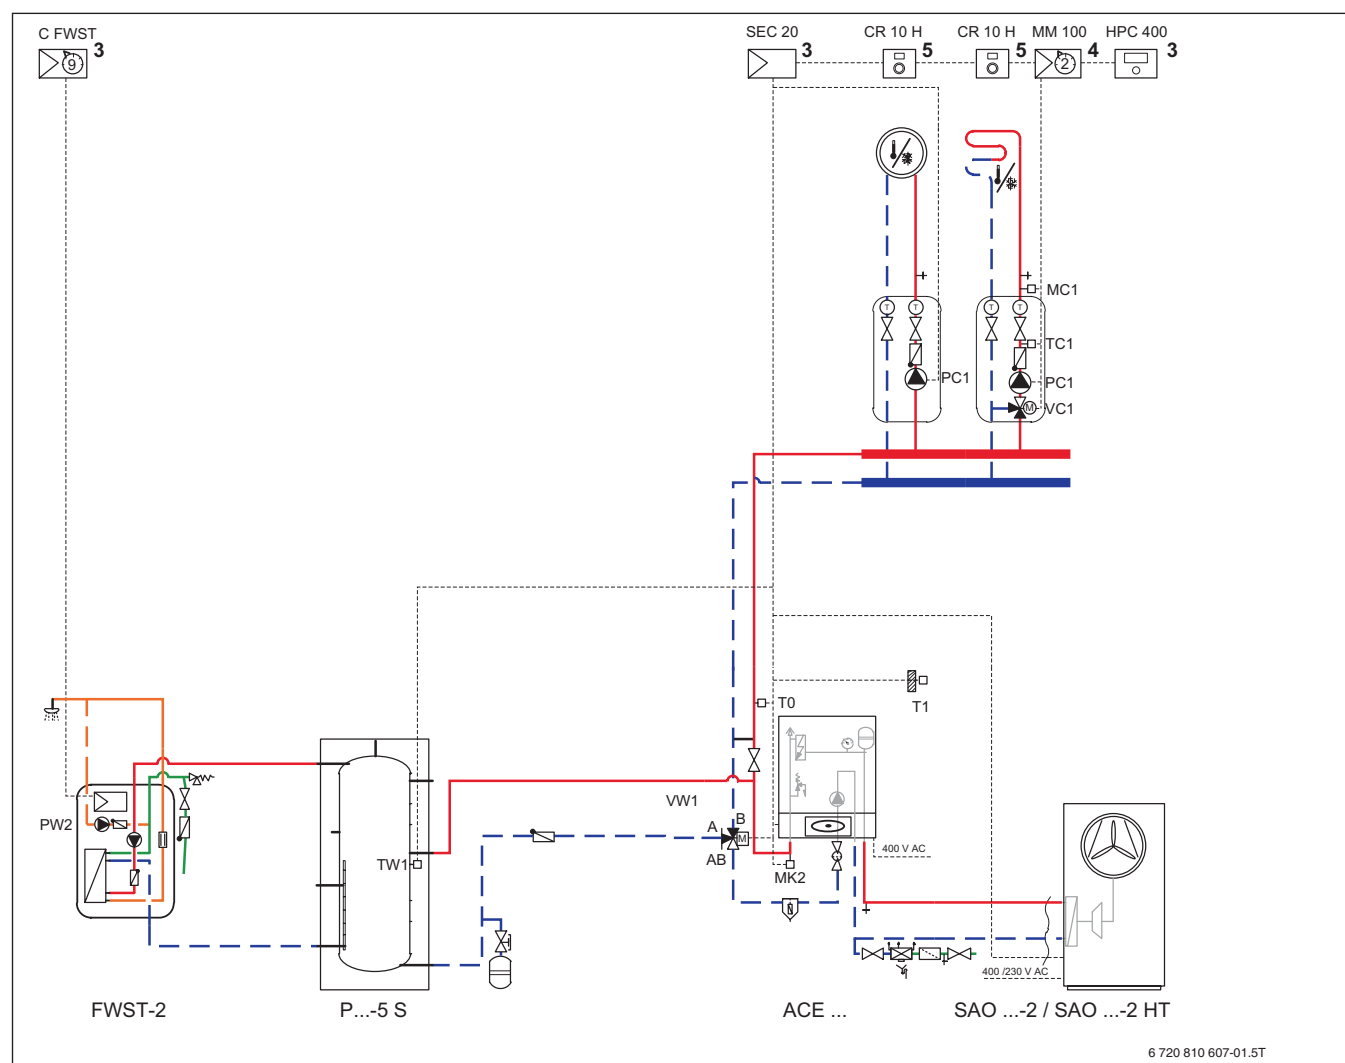 C FWST
3
9
SEC 20
3
CR 10 H
5
CR 10 H
5
MM 100
4
2
HPC 400
3
MC1
T
T
T
T
TC1
PC1
PC1
M
VC1
T0
T1
VW1
A
B
M
AB
PW2
TW1
MK2
400 V AC
400 /230 V AC
FWST-2
P...-5 S
ACE ...
SAO ...-2 / SAO ...-2 HT
6 720 810 607-01.5T